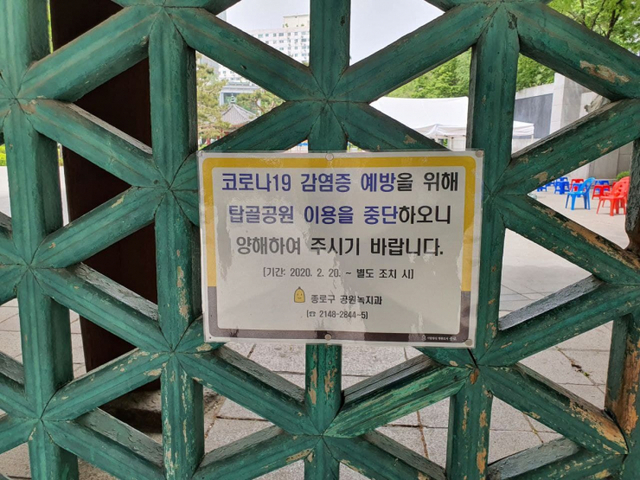 코로나19 감염증 예방을 위해
탑골공원 이용을 중단하오니
양해하여 주시기 바랍니다.
[기간: 2020. 2. 20. ~ 별도 조치 시]
종로구 공원녹지과
(☎ 2148-2844~5)